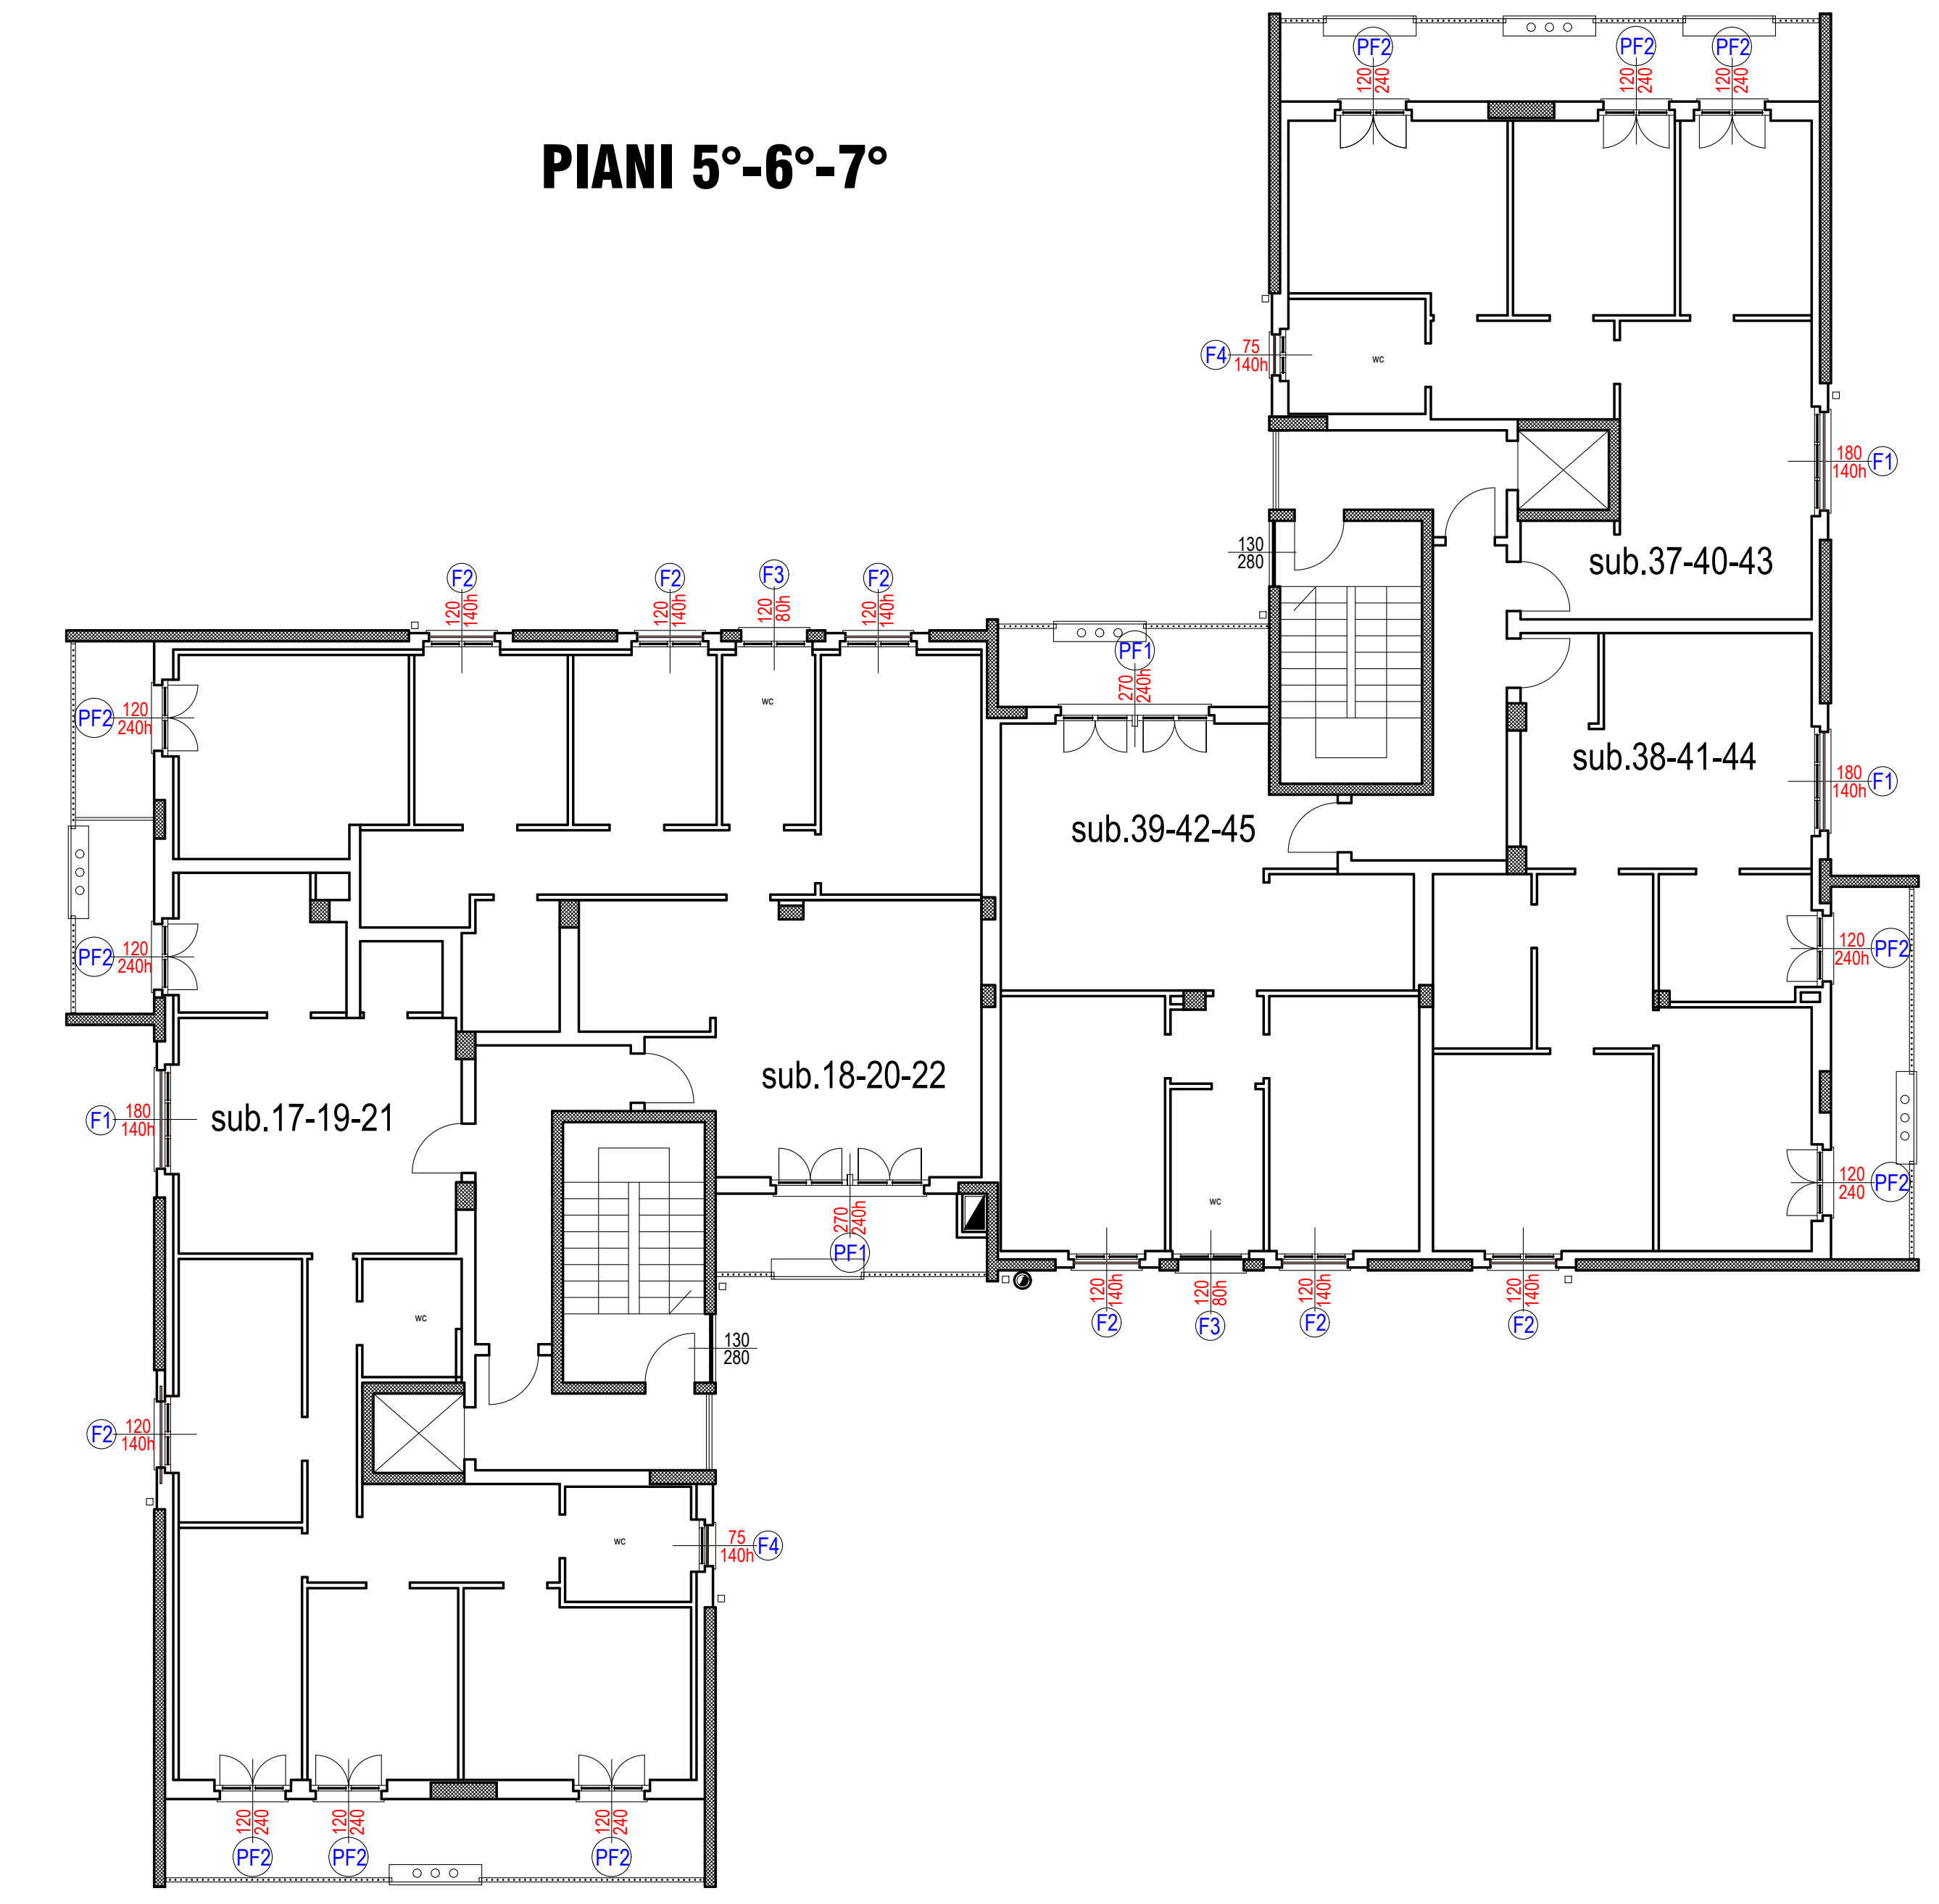 PF2
PF2
PF2
120
240
120
240
120
240
PIANI 5°-6°-7°
F4
75
140h
wc
180
140h
F1
130
280
sub.37-40-43
F2
F2
F3
F2
120
140h
120
140h
120
80h
120
140h
PF1
270
240h
PF2
120
240h
wc
sub.38-41-44
180
140h
F1
sub.39-42-45
PF2
120
240h
120
240h
PF2
sub.18-20-22
F1
180
140h
sub.17-19-21
120
240
PF2
wc
270
240h
PF1
120
140h
120
80h
120
140h
120
140h
F2
F3
F2
F2
wc
130
280
F2
120
140h
wc
75
140h
F4
120
240
120
240
120
240
PF2
PF2
PF2